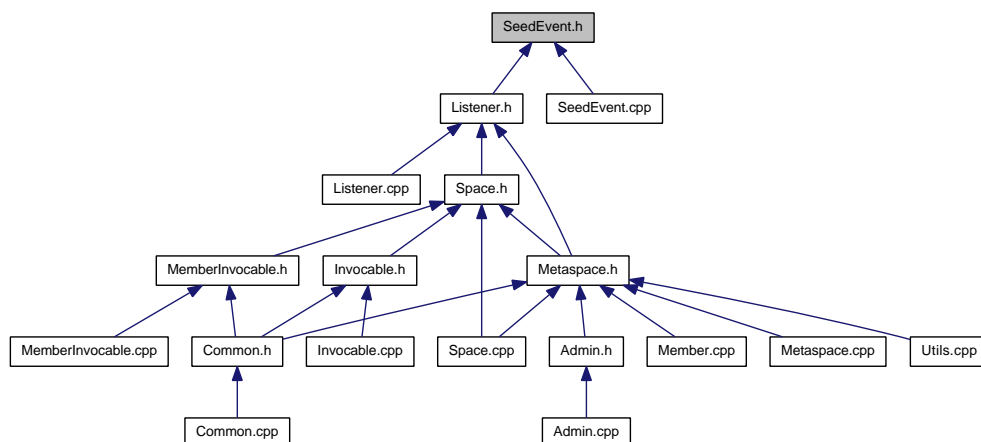 SeedEvent.h
Listener.h
SeedEvent.cpp
Listener.cpp
Space.h
MemberInvocable.h
Invocable.h
Metaspace.h
MemberInvocable.cpp
Common.h
Invocable.cpp
Space.cpp
Admin.h
Member.cpp
Metaspace.cpp
Utils.cpp
Common.cpp
Admin.cpp